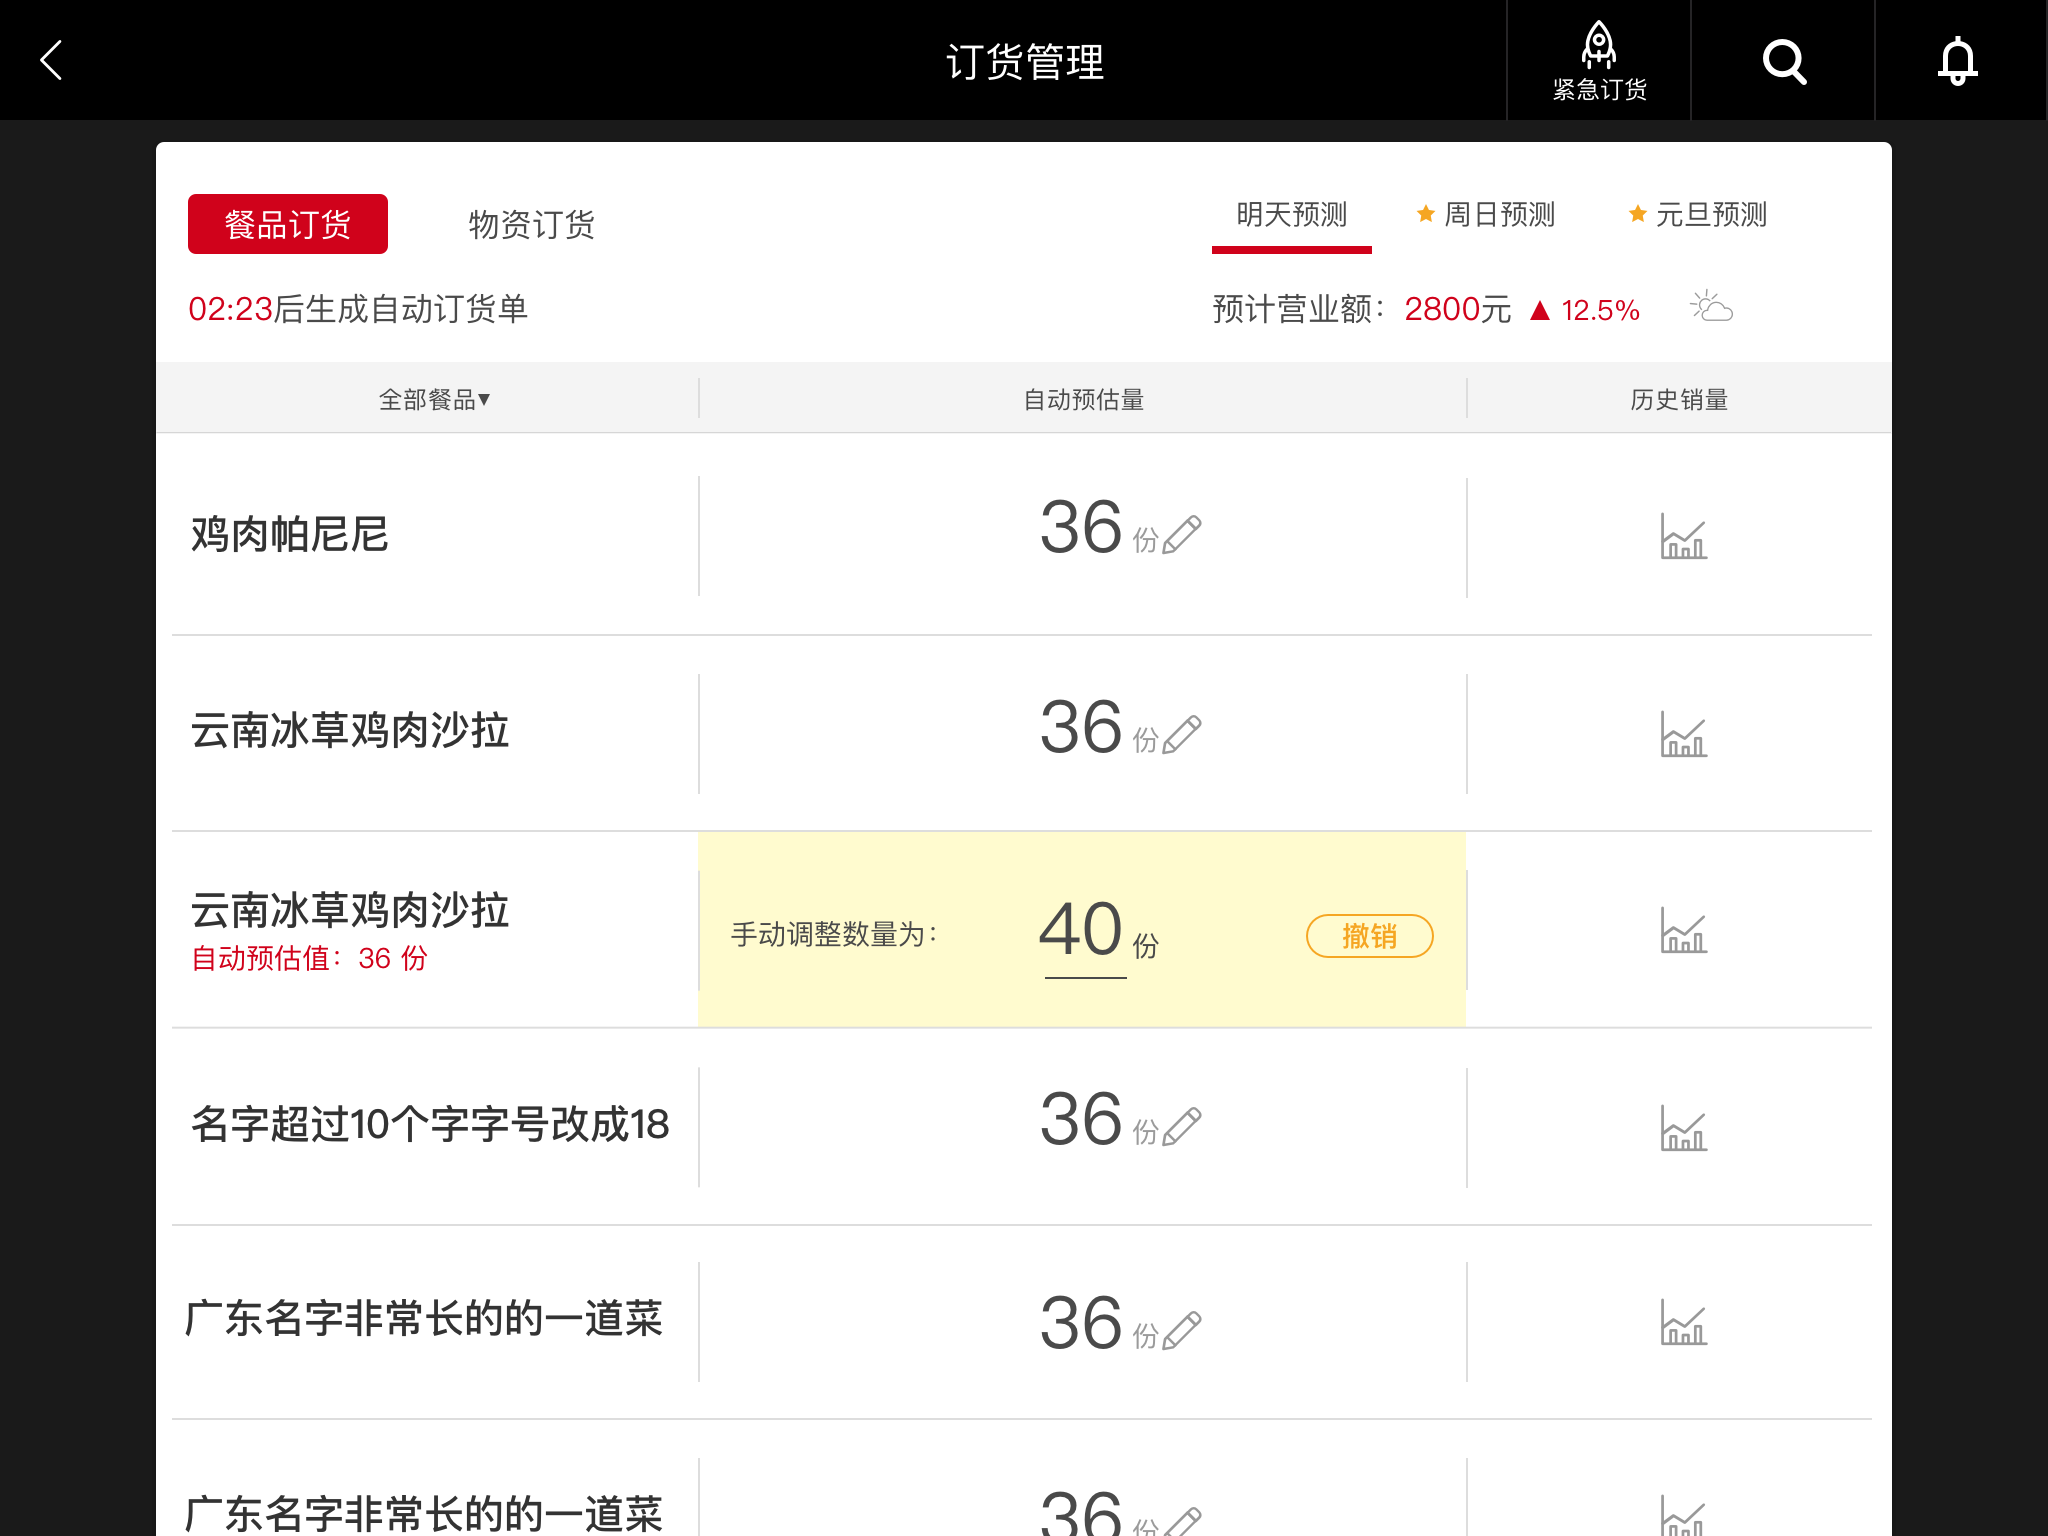 订货管理
紧急订货
餐品订货
物资订货
明天预测
周日预测
元旦预测
02:23后生成自动订货单
预计营业额：2800元 ▲ 12.5%
全部餐品▾
自动预估量
历史销量
鸡肉帕尼尼
36 份
云南冰草鸡肉沙拉
36 份
云南冰草鸡肉沙拉
自动预估值：36 份
手动调整数量为：
40 份
撤销
名字超过10个字字号改成18
36 份
广东名字非常长的的一道菜
36 份
广东名字非常长的的一道菜
36 份